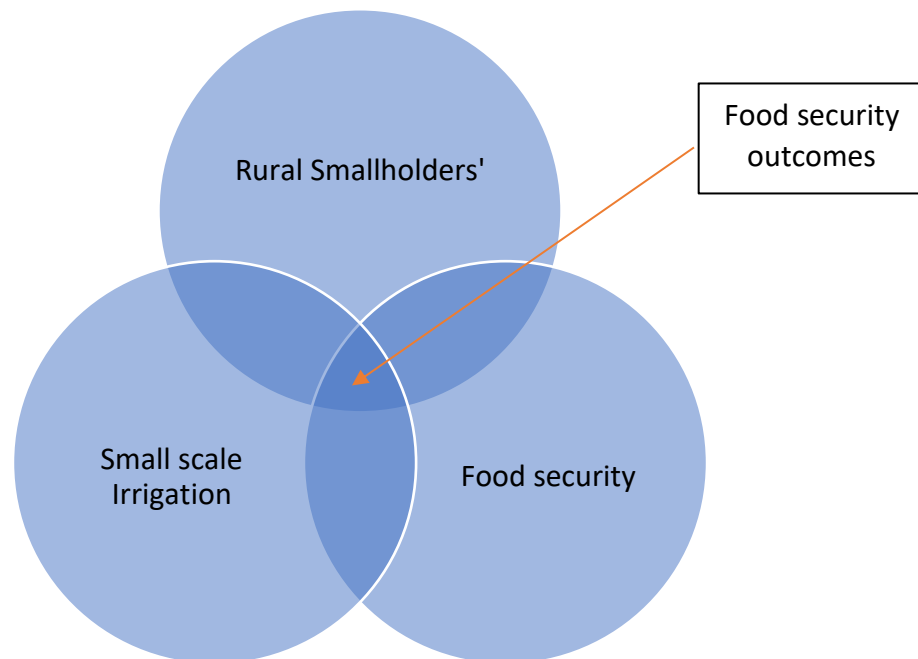 Food security
outcomes
Rural Smallholders'
Small scale
Irrigation
Food security